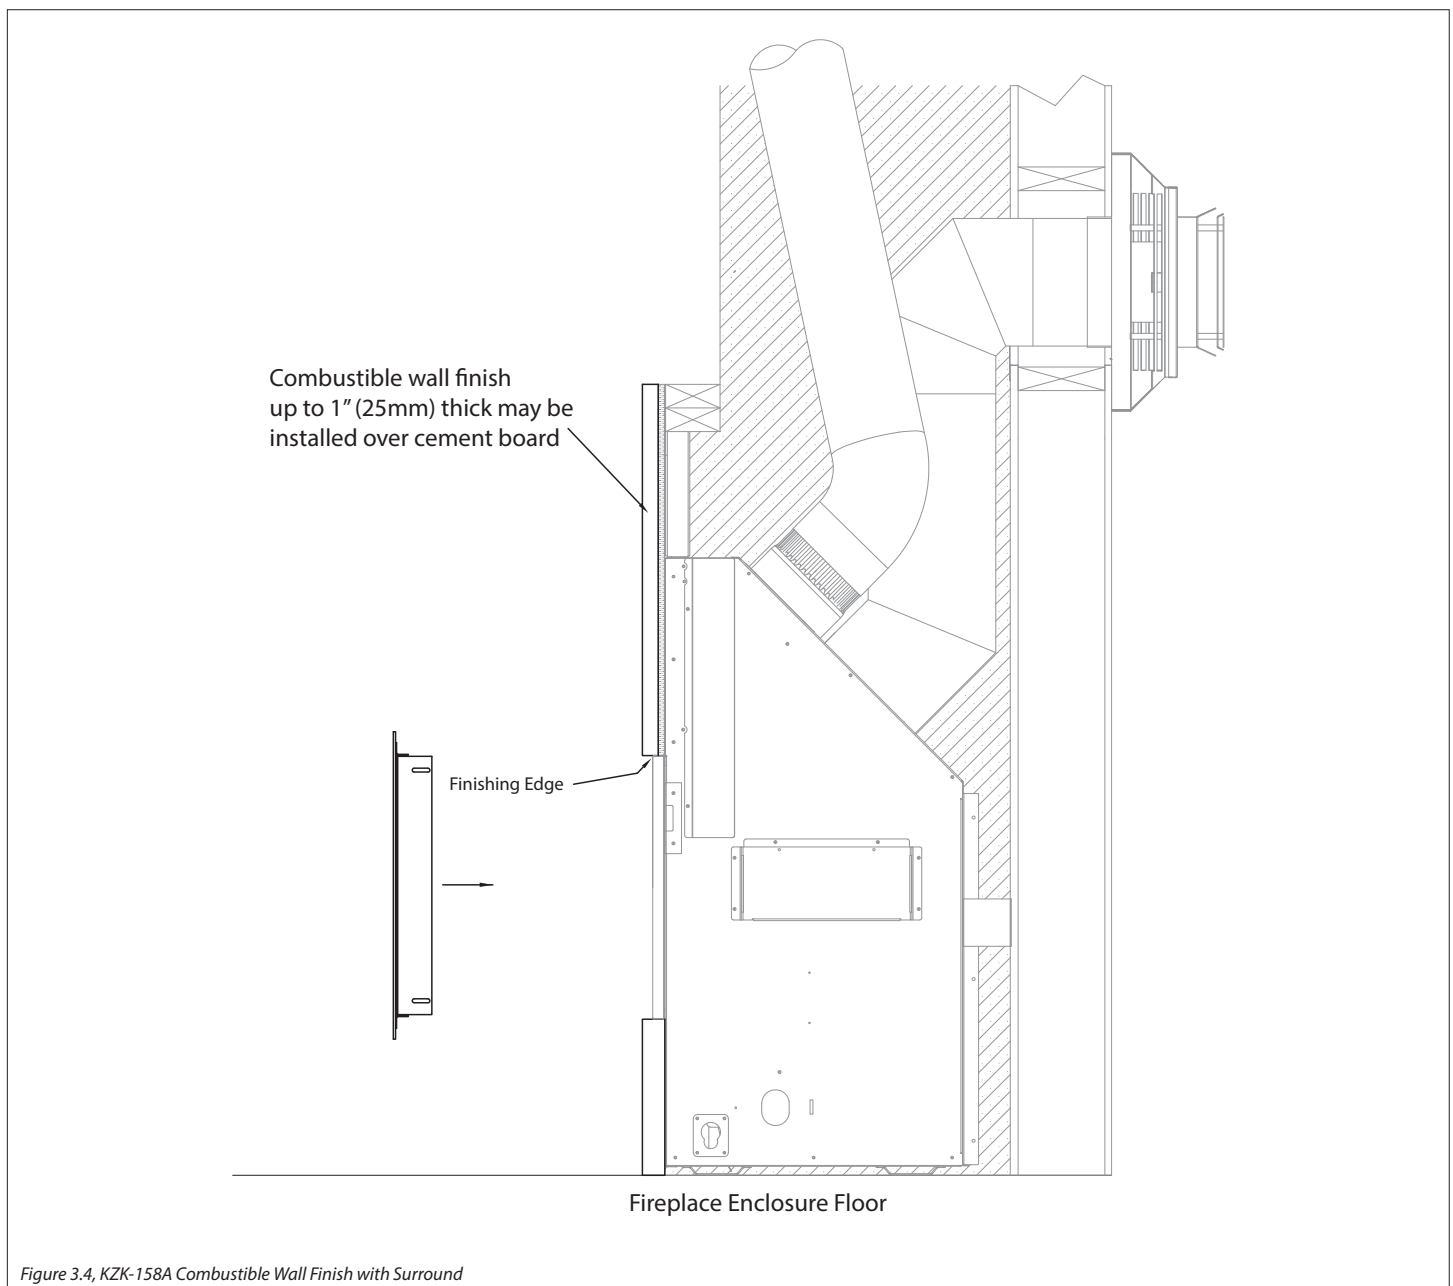 Combustible wall finish
up to 1” (25mm) thick may be
installed over cement board
Finishing Edge
Fireplace Enclosure Floor
Figure 3.4, KZK-158A Combustible Wall Finish with Surround